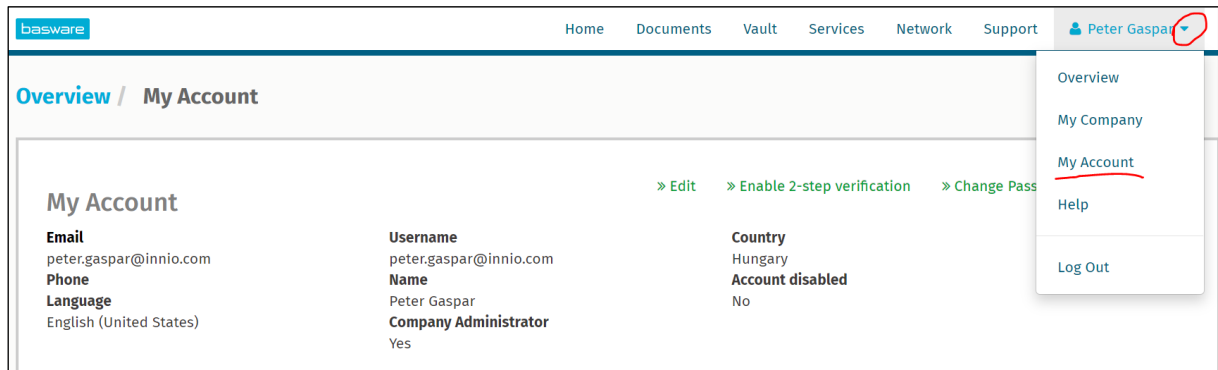 basware
Home Documents Vault Services Network Support Peter Gaspar
Overview / My Account
Overview
My Company
My Account
Help
Log Out
My Account
» Edit » Enable 2-step verification » Change Pass
Email
peter.gaspar@innio.com
Phone
Language
English (United States)
Username
peter.gaspar@innio.com
Name
Peter Gaspar
Company Administrator
Yes
Country
Hungary
Account disabled
No